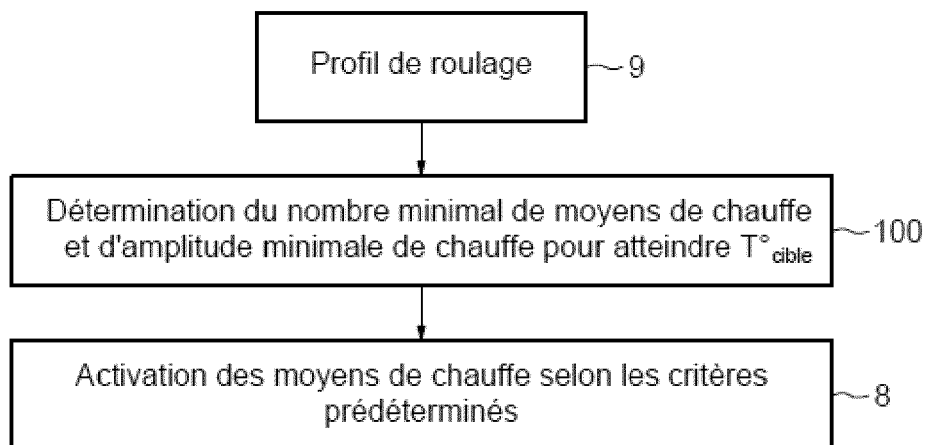 Profil de roulage
9
Détermination du nombre minimal de moyens de chauffe
et d'amplitude minimale de chauffe pour atteindre T°cible
100
Activation des moyens de chauffe selon les critères
prédéterminés
8